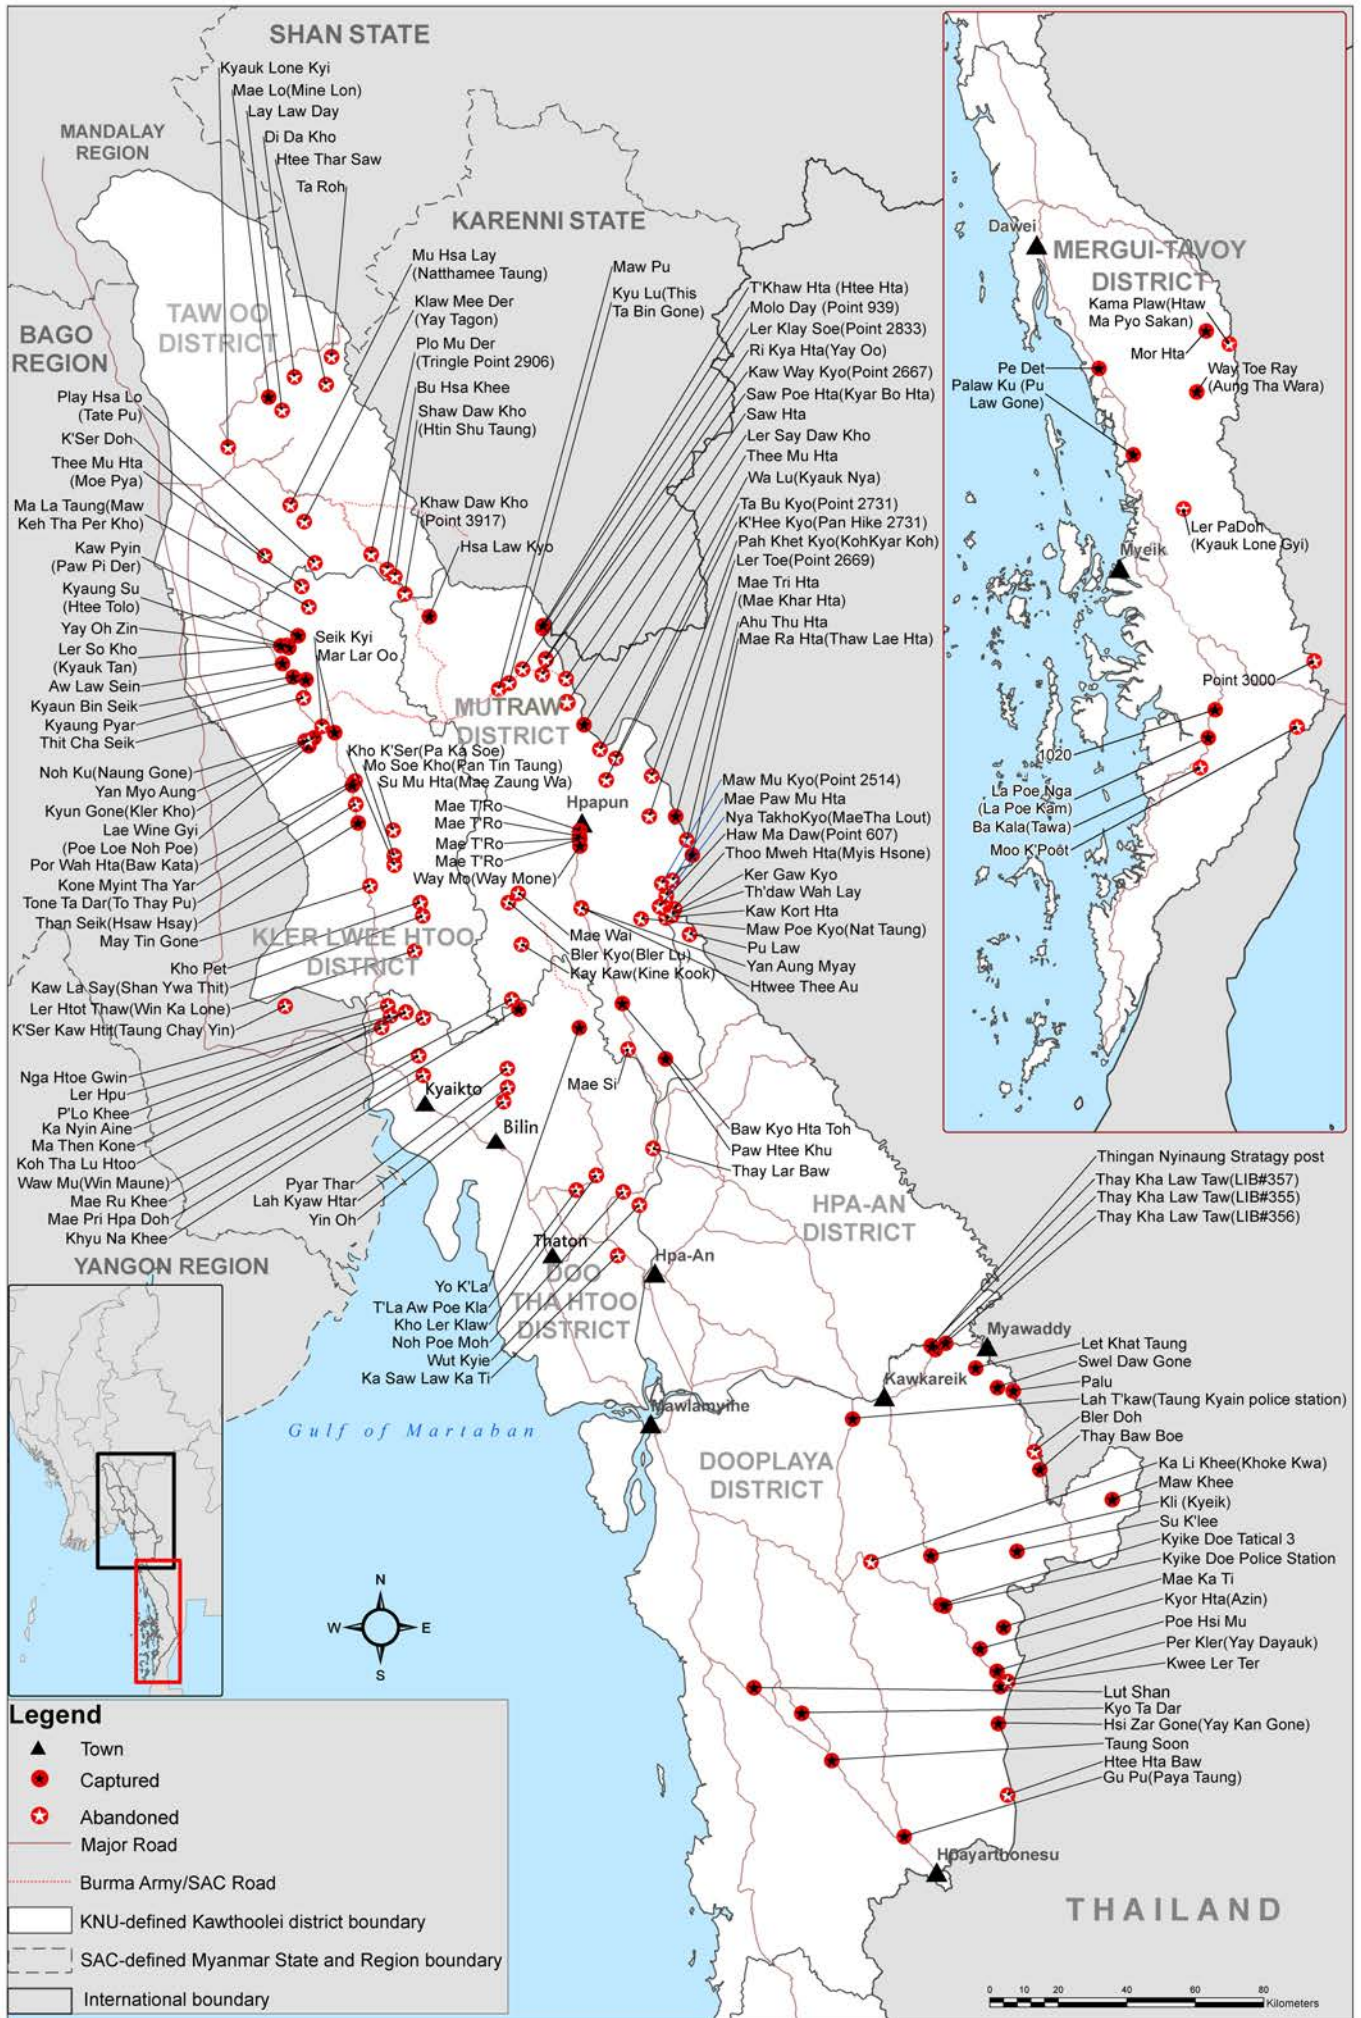 SHAN STATE
Kyauk Lone Kyi
Mae Lo(Mine Lon)
Lay Law Day
Di Da Kho
Htee Thar Saw
Ta Roh
MANDALAY
REGION
KARENNI STATE
TAW OO
DISTRICT
BAGO
REGION
Mu Hsa Lay
(Natthamee Taung)
Klaw Mee Der
(Yay Tagon)
Plo Mu Der
(Tringle Point 2906)
Bu Hsa Khee
Shaw Daw Kho
(Htin Shu Taung)
Khaw Daw Kho
(Point 3917)
Hsa Law Kyo
Maw Pu
Kyu Lu(This
Ta Bin Gone)
T'Khaw Hta (Htee Hta)
Molo Day (Point 939)
Ler Klay Soe(Point 2833)
Ri Kya Hta(Yay Oo)
Kaw Way Kyo(Point 2667)
Saw Poe Hta(Kyar Bo Hta)
Saw Hta
Ler Say Daw Kho
Thee Mu Hta
Wa Lu(Kyauk Nya)
Ta Bu Kyo(Point 2731)
K'Hee Kyo(Pan Hike 2731)
Pah Khet Kyo(KohKyar Koh)
Ler Toe(Point 2669)
Mae Tri Hta
(Mae Khar Hta)
Ahu Thu Hta
Mae Ra Hta(Thaw Lae Hta)
Play Hsa Lo
(Tate Pu)
K'Ser Doh
Thee Mu Hta
(Moe Pya)
Ma La Taung(Maw
Keh Tha Per Kho)
Kaw Pyin
(Paw Pi Der)
Kyaung Su
(Htee Tolo)
Yay Oh Zin
Ler So Kho
(Kyauk Tan)
Aw Law Sein
Kyaun Bin Seik
Kyaung Pyar
Thit Cha Seik
Seik Kyi
Mar Lar Oo
MUTRAW
DISTRICT
Noh Ku(Naung Gone)
Yan Myo Aung
Kyun Gone(Kler Kho)
Lae Wine Gyi
(Poe Loe Noh Poe)
Por Wah Hta(Baw Kata)
Kone Myint Tha Yar
Tone Ta Dar(To Thay Pu)
Than Seik(Hsaw Hsay)
May Tin Gone
Kho Pet
Kaw La Say(Shan Ywa Thit)
Ler Htot Thaw(Win Ka Lone)
K'Ser Kaw Htit(Taung Chay Yin)
Kho K'Ser(Pa Ka Soe)
Mo Soe Kho(Pan Tin Taung)
Su Mu Hta(Mae Zaung Wa)
Mae T'Ro
Hpapun
Mae T'Ro
Mae T'Ro
Mae T'Ro
Way Mo(Way Mone)
KLER LWEE HTOO
DISTRICT
Mae Wai
Bler Kyo(Bler Lu)
Kay Kaw(Kine Kook)
Maw Mu Kyo(Point 2514)
Mae Paw Mu Hta
Nya TakhoKyo(MaeTha Lout)
Haw Ma Daw(Point 607)
Thoo Mweh Hta(Myis Hsone)
Ker Gaw Kyo
Th'daw Wah Lay
Kaw Kort Hta
Maw Poe Kyo(Nat Taung)
Pu Law
Yan Aung Myay
Htwee Thee Au
Nga Htoe Gwin
Ler Hpu
P'Lo Khee
Ka Nyin Aine
Ma Then Kone
Koh Tha Lu Htoo
Waw Mu(Win Maune)
Mae Ru Khee
Mae Pri Hpa Doh
Khyu Na Khee
Kyaikto
Bilin
Pyar Thar
Lah Kyaw Htar
Yin Oh
Mae Si
Baw Kyo Hta Toh
Paw Htee Khu
Thay Lar Baw
YANGON REGION
Thaton
Hpa-An
DOO
THA HTOO
DISTRICT
HPA-AN
DISTRICT
Yo K'La
T'La Aw Poe Kla
Kho Ler Klaw
Noh Poe Moh
Wut Kyie
Ka Saw Law Ka Ti
Thingan Nyinaung Stratagy post
Thay Kha Law Taw(LIB#357)
Thay Kha Law Taw(LIB#355)
Thay Kha Law Taw(LIB#356)
Myawaddy
Kawkareik
Mawlamyine
Gulf of Martaban
DOOPLAYA
DISTRICT
Let Khat Taung
Swel Daw Gone
Palu
Lah T'kaw(Taung Kyain police station)
Bler Doh
Thay Baw Boe
Ka Li Khee(Khoke Kwa)
Maw Khee
Kli (Kyeik)
Su K'lee
Kyike Doe Tatical 3
Kyike Doe Police Station
Mae Ka Ti
Kyor Hta(Azin)
Poe Hsi Mu
Per Kler(Yay Dayauk)
Kwee Ler Ter
Lut Shan
Kyo Ta Dar
Hsi Zar Gone(Yay Kan Gone)
Taung Soon
Htee Hta Baw
Gu Pu(Paya Taung)
Hpayarthonesu
THAILAND
Dawei
MERGUI-TAVOY
DISTRICT
Kama Plaw(Htaw
Ma Pyo Sakan)
Mor Hta
Way Toe Ray
(Aung Tha Wara)
Pe Det
Palaw Ku (Pu
Law Gone)
Ler PaDoh
(Kyauk Lone Gyi)
Myeik
Point 3000
1020
La Poe Nga
(La Poe Kam)
Ba Kala(Tawa)
Moo K'Poôt
N
W
E
S
Legend
Town
Captured
Abandoned
Major Road
Burma Army/SAC Road
KNU-defined Kawthoolei district boundary
SAC-defined Myanmar State and Region boundary
International boundary
0 10 20 40 60 80
Kilometers